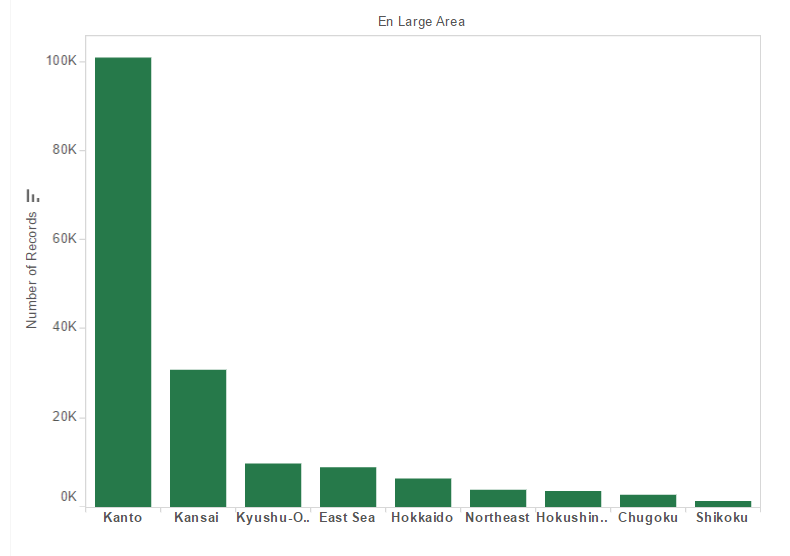 En Large Area
100K
80K
60K
40K
20K
0K
Number of Records
Kanto Kansai Kyushu-O.. East Sea Hokkaido Northeast Hokushin.. Chugoku Shikoku